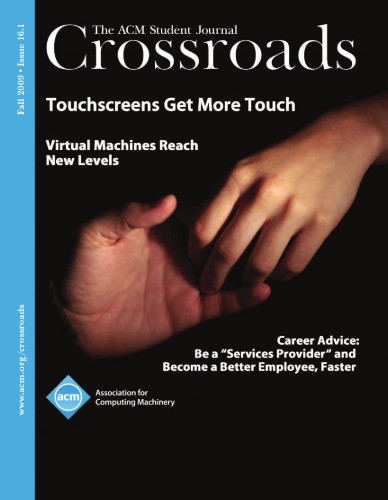 The ACM Student Journal
Crossroads
Fall 2009 • Issue 16.1
Touchscreens Get More Touch
Virtual Machines Reach
New Levels
Career Advice:
Be a “Services Provider“ and
Become a Better Employee, Faster
www.acm.org/crossroads
acm
Association for
Computing Machinery